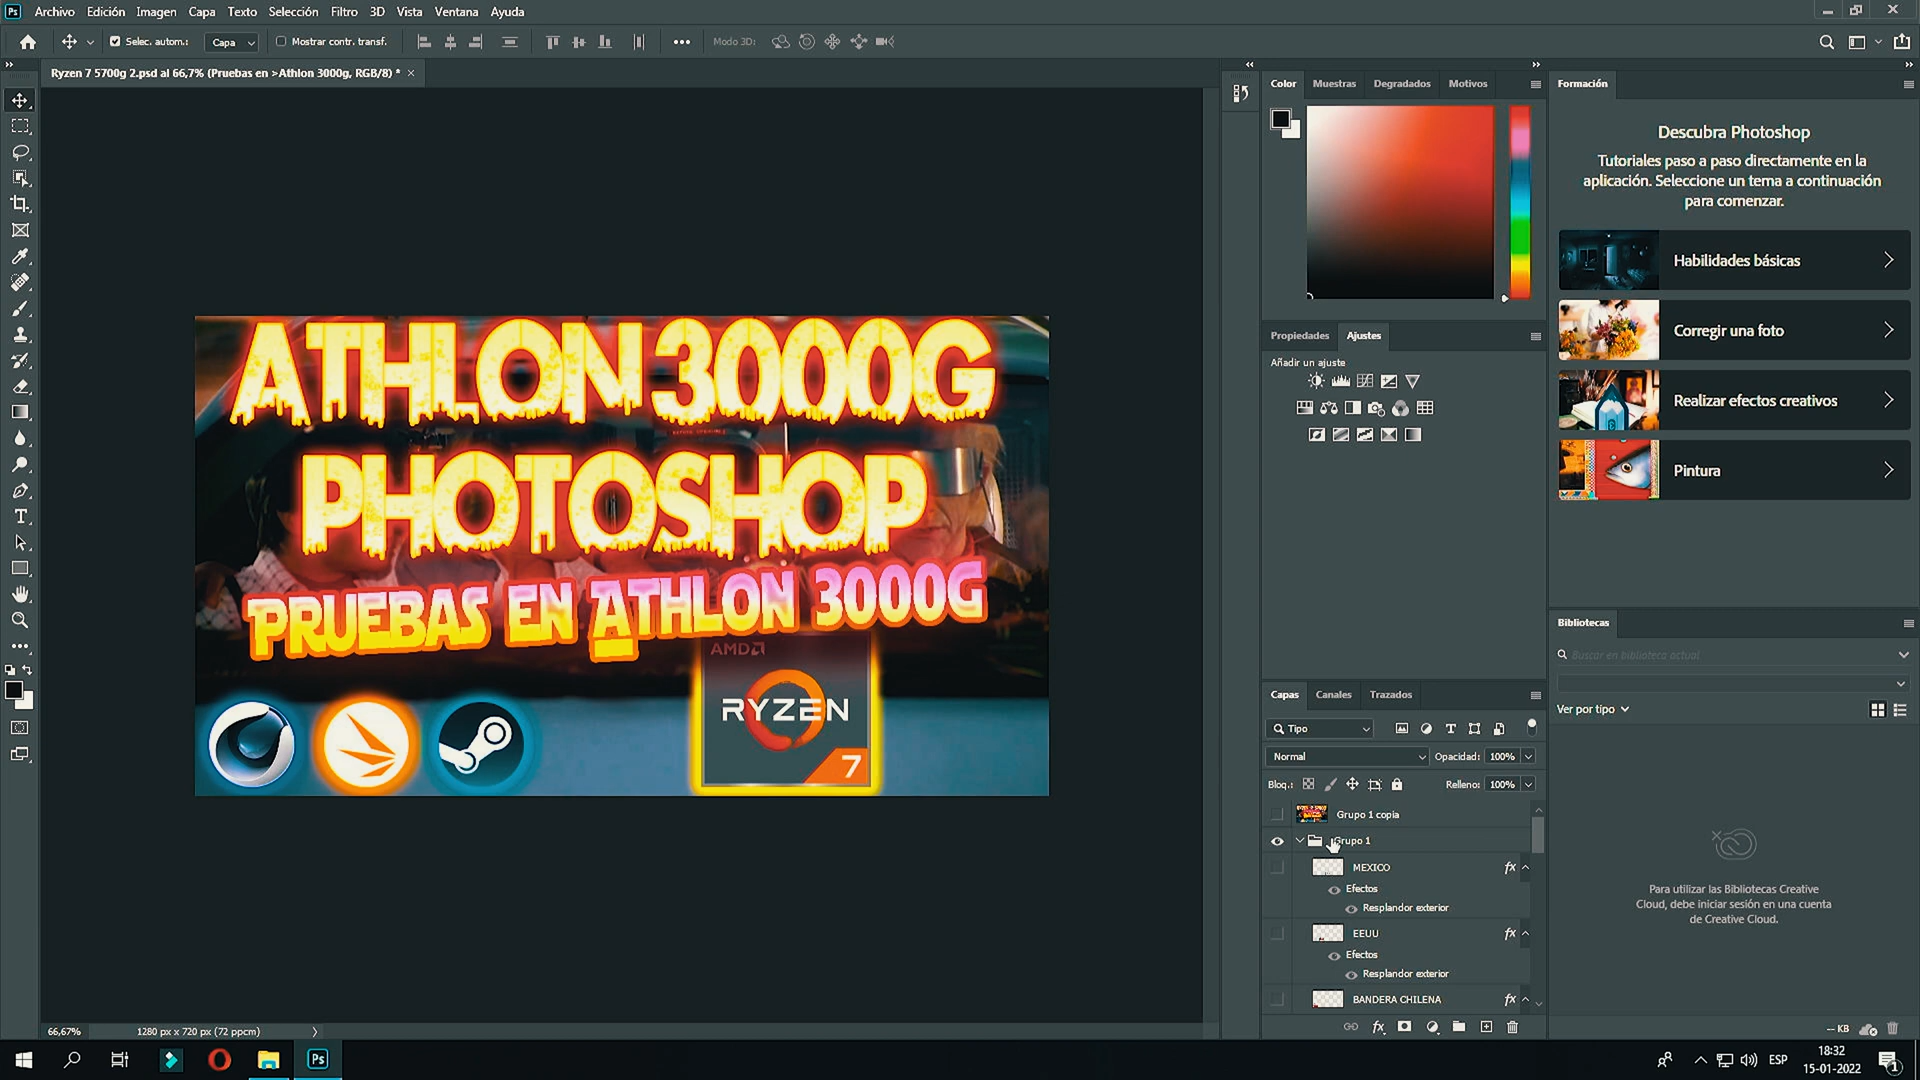 Ps Archivo Edición Imagen Capa Texto Selección Filtro 3D Vista Ventana Ayuda
Selec. autom.: Capa Mostrar contr. transf. Modo 3D:
Ryzen 7 5700g 2.psd al 66,7% (Pruebas en >Athlon 3000g, RGB/8) *
ATHLON 3000G
PHOTOSHOP
PRUEBAS EN ATHLON 3000G
AMD
RYZEN
7
66,67% 1280 px x 720 px (72 ppcm)
Color Muestras Degradados Motivos
Propiedades Ajustes
Añadir un ajuste
Capas Canales Trazados
Tipo
Normal Opacidad: 100%
Bloq.: Relleno: 100%
Grupo 1 copia
Grupo 1
MEXICO fx
Efectos
Resplandor exterior
EEUU fx
Efectos
Resplandor exterior
BANDERA CHILENA fx
fx
Formación
Descubra Photoshop
Tutoriales paso a paso directamente en la
aplicación. Seleccione un tema a continuación
para comenzar.
Habilidades básicas
Corregir una foto
Realizar efectos creativos
Pintura
Bibliotecas
Buscar en biblioteca actual
Ver por tipo
Para utilizar las Bibliotecas Creative
Cloud, debe iniciar sesión en una cuenta
de Creative Cloud.
-- KB
Ps
ESP
18:32
15-01-2022
1